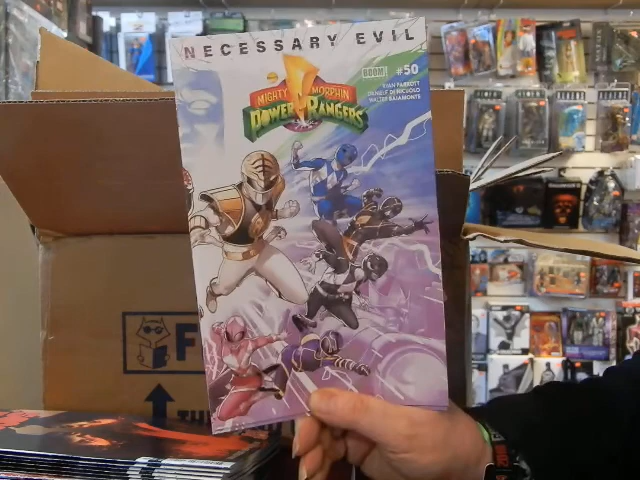 NECESSARY EVIL
BOOM! #50
RYAN PARROTT
DANIELE DI NICUOLO
WALTER BAIAMONTE
MIGHTY MORPHIN
POWER RANGERS
F